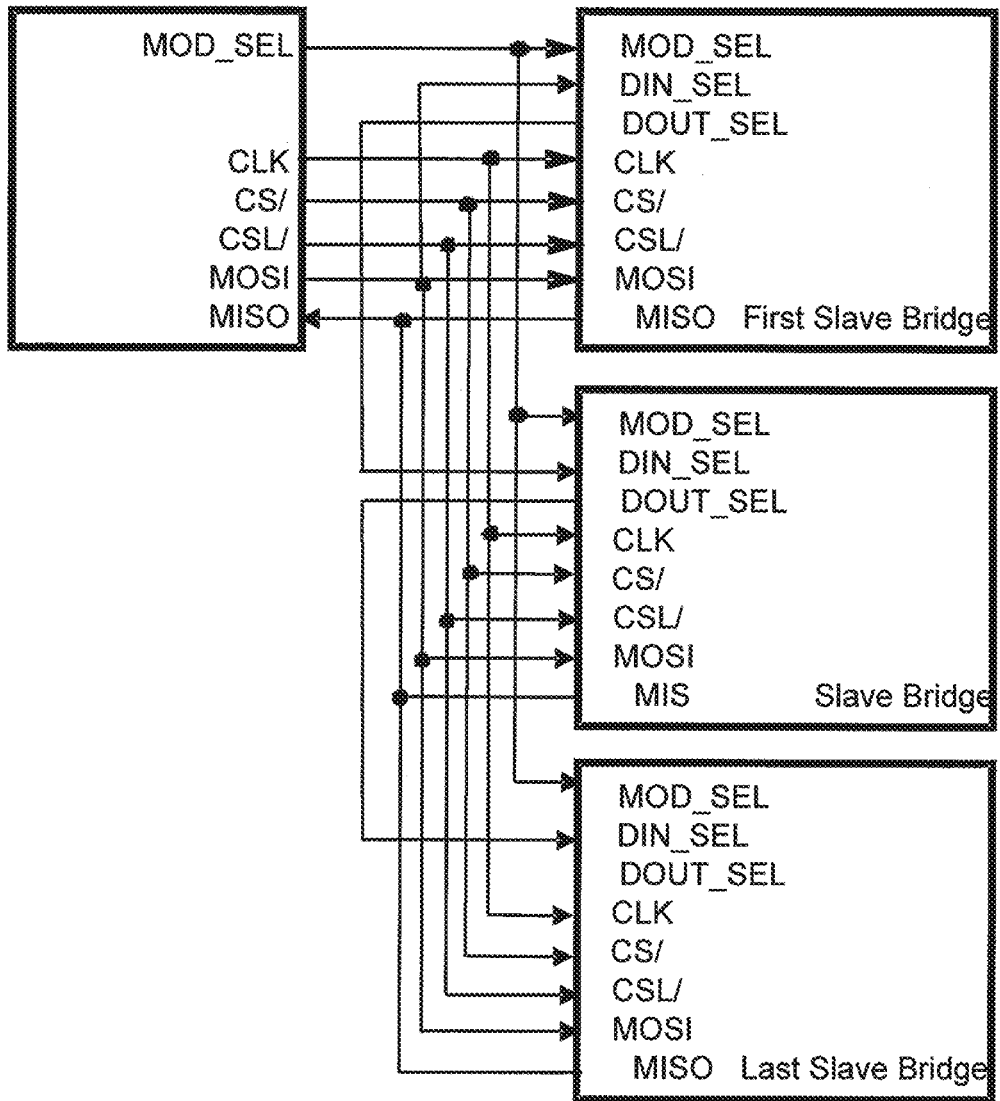 MOD_SEL
CLK
CS/
CSL/
MOSI
MISO
MOD_SEL
DIN_SEL
DOUT_SEL
CLK
CS/
CSL/
MOSI
MISO First Slave Bridge
MOD_SEL
DIN_SEL
DOUT_SEL
CLK
CS/
CSL/
MOSI
MIS Slave Bridge
MOD_SEL
DIN_SEL
DOUT_SEL
CLK
CS/
CSL/
MOSI
MISO Last Slave Bridge